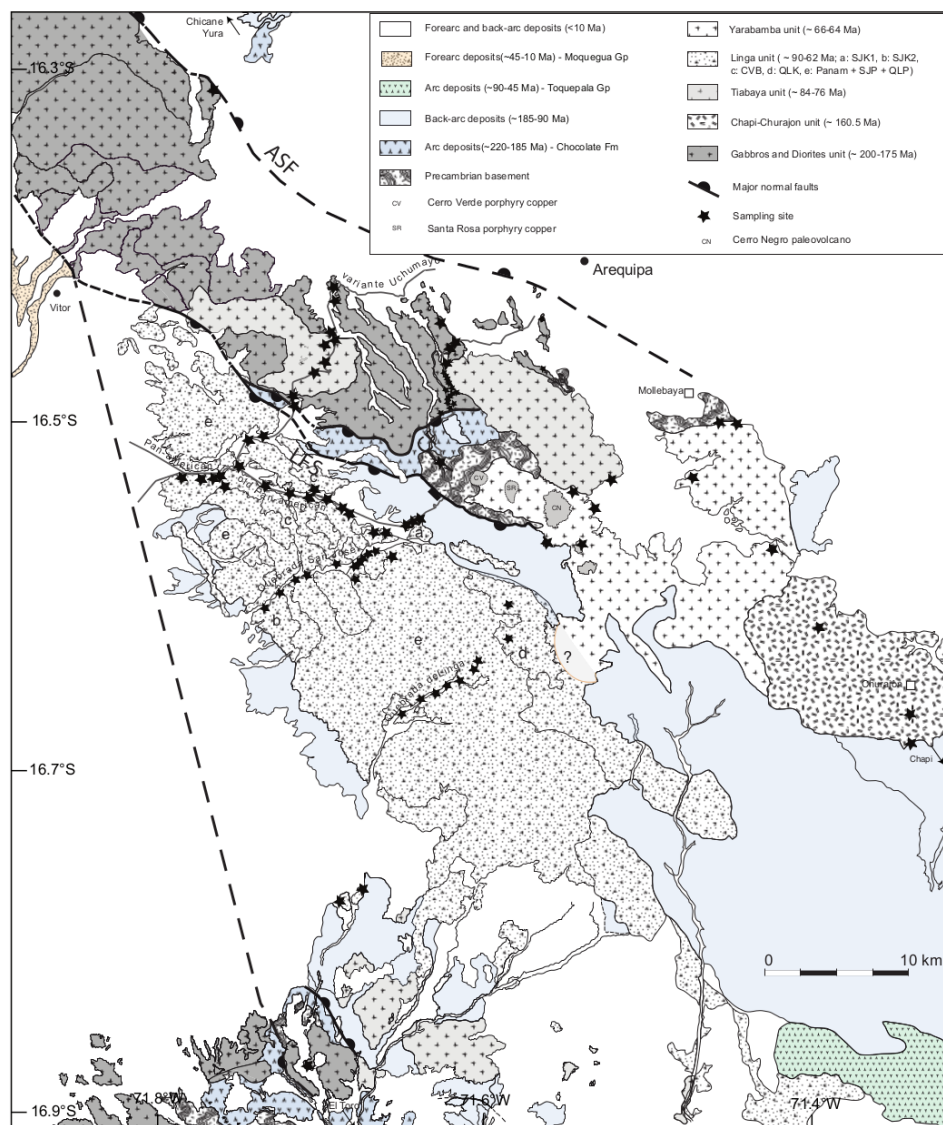 Chicane
Yura
16.3°S
ASF
Forearc and back-arc deposits (<10 Ma)
Forearc deposits(~45-10 Ma) - Moquegua Gp
Arc deposits (~90-45 Ma) - Toquepala Gp
Back-arc deposits (~185-90 Ma)
Arc deposits(~220-185 Ma) - Chocolate Fm
Precambrian basement
CV Cerro Verde porphyry copper
SR Santa Rosa porphyry copper
Yarabamba unit (~ 66-64 Ma)
Linga unit ( ~ 90-62 Ma; a: SJK1, b: SJK2,
c: CVB, d: QLK, e: Panam + SJP + QLP)
Tiabaya unit (~ 84-76 Ma)
Chapi-Churajon unit (~ 160.5 Ma)
Gabbros and Diorites unit (~ 200-175 Ma)
Major normal faults
Sampling site
CN Cerro Negro paleovolcano
Arequipa
variante Uchumayo
Vitor
Mollebaya
16.5°S
e
LLFS
CV
SR
CN
c
c
a
e
b
e
d
?
Churajon
Chapi
16.7°S
0 10 km
El Toro
71.8°W
71.6°W
71.4°W
16.9°S